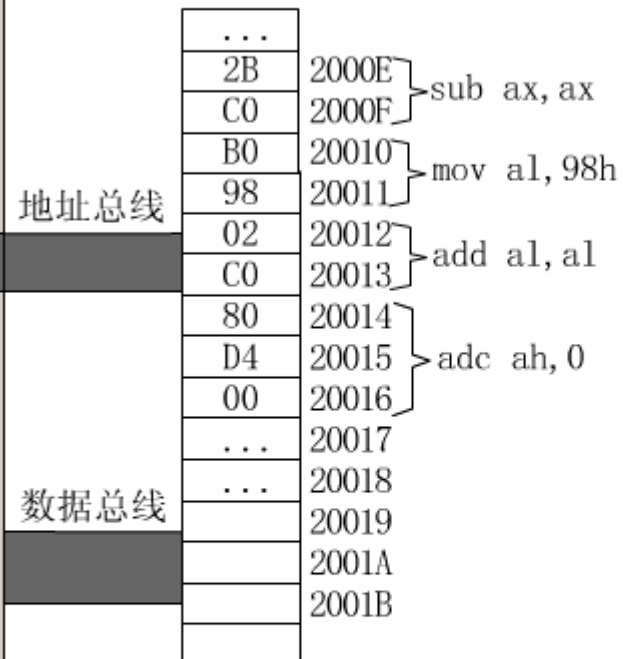 ...
2B 2000E
sub ax,ax
C0 2000F
B0 20010
mov al,98h
98 20011
地址总线
02 20012
add al,al
C0 20013
80 20014
D4 20015 adc ah,0
00 20016
... 20017
... 20018
数据总线
20019
2001A
2001B